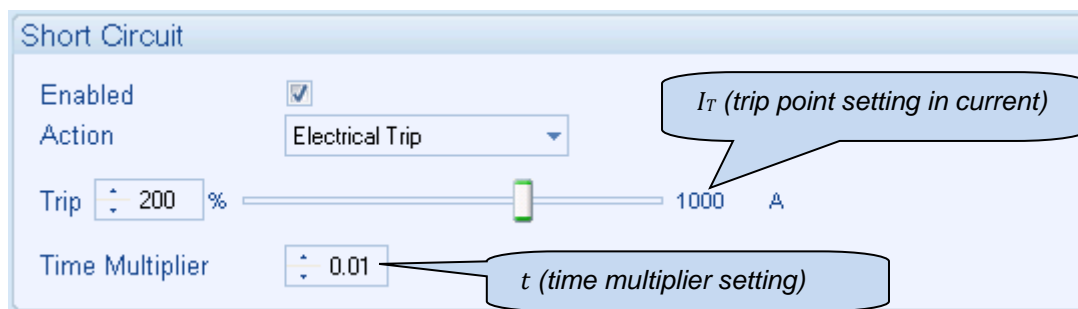 Short Circuit
Enabled
I_T (trip point setting in current)
Action Electrical Trip
Trip 200 % 1000 A
Time Multiplier 0.01
t (time multiplier setting)